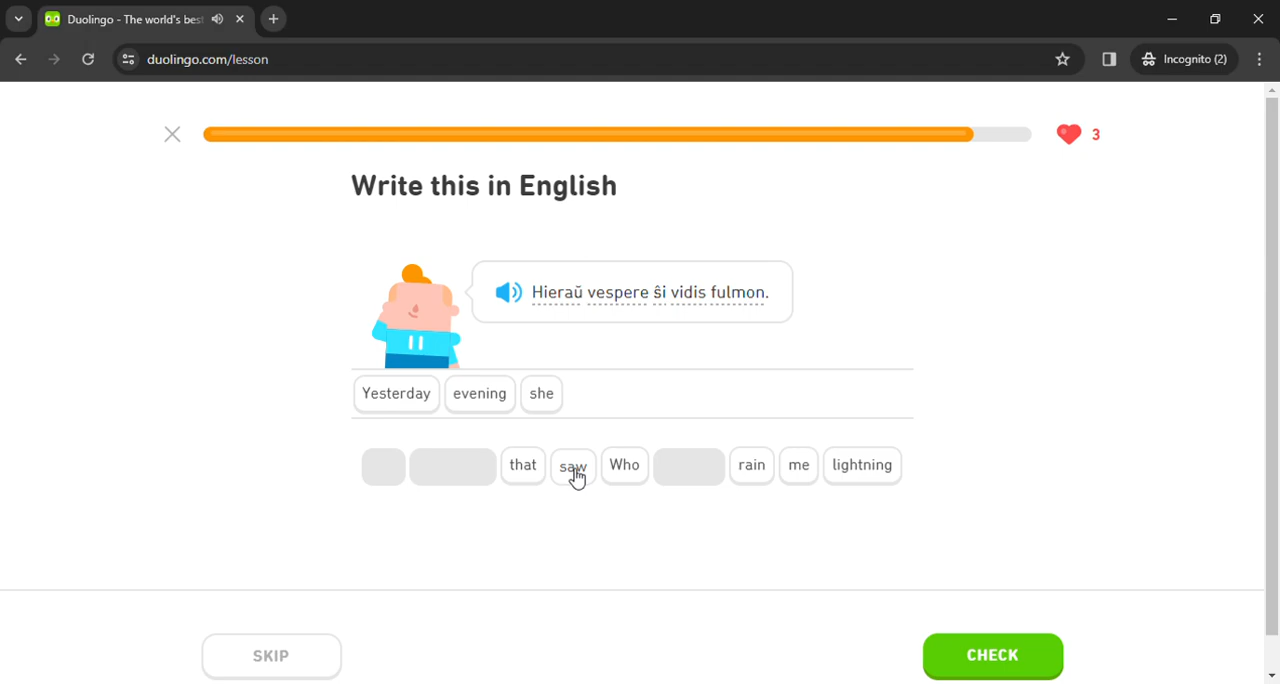 Duolingo - The world's bes
duolingo.com/lesson
Incognito (2)
3
Write this in English
Hieraŭ vespere ŝi vidis fulmon.
Yesterday evening she
that saw Who rain me lightning
SKIP
CHECK